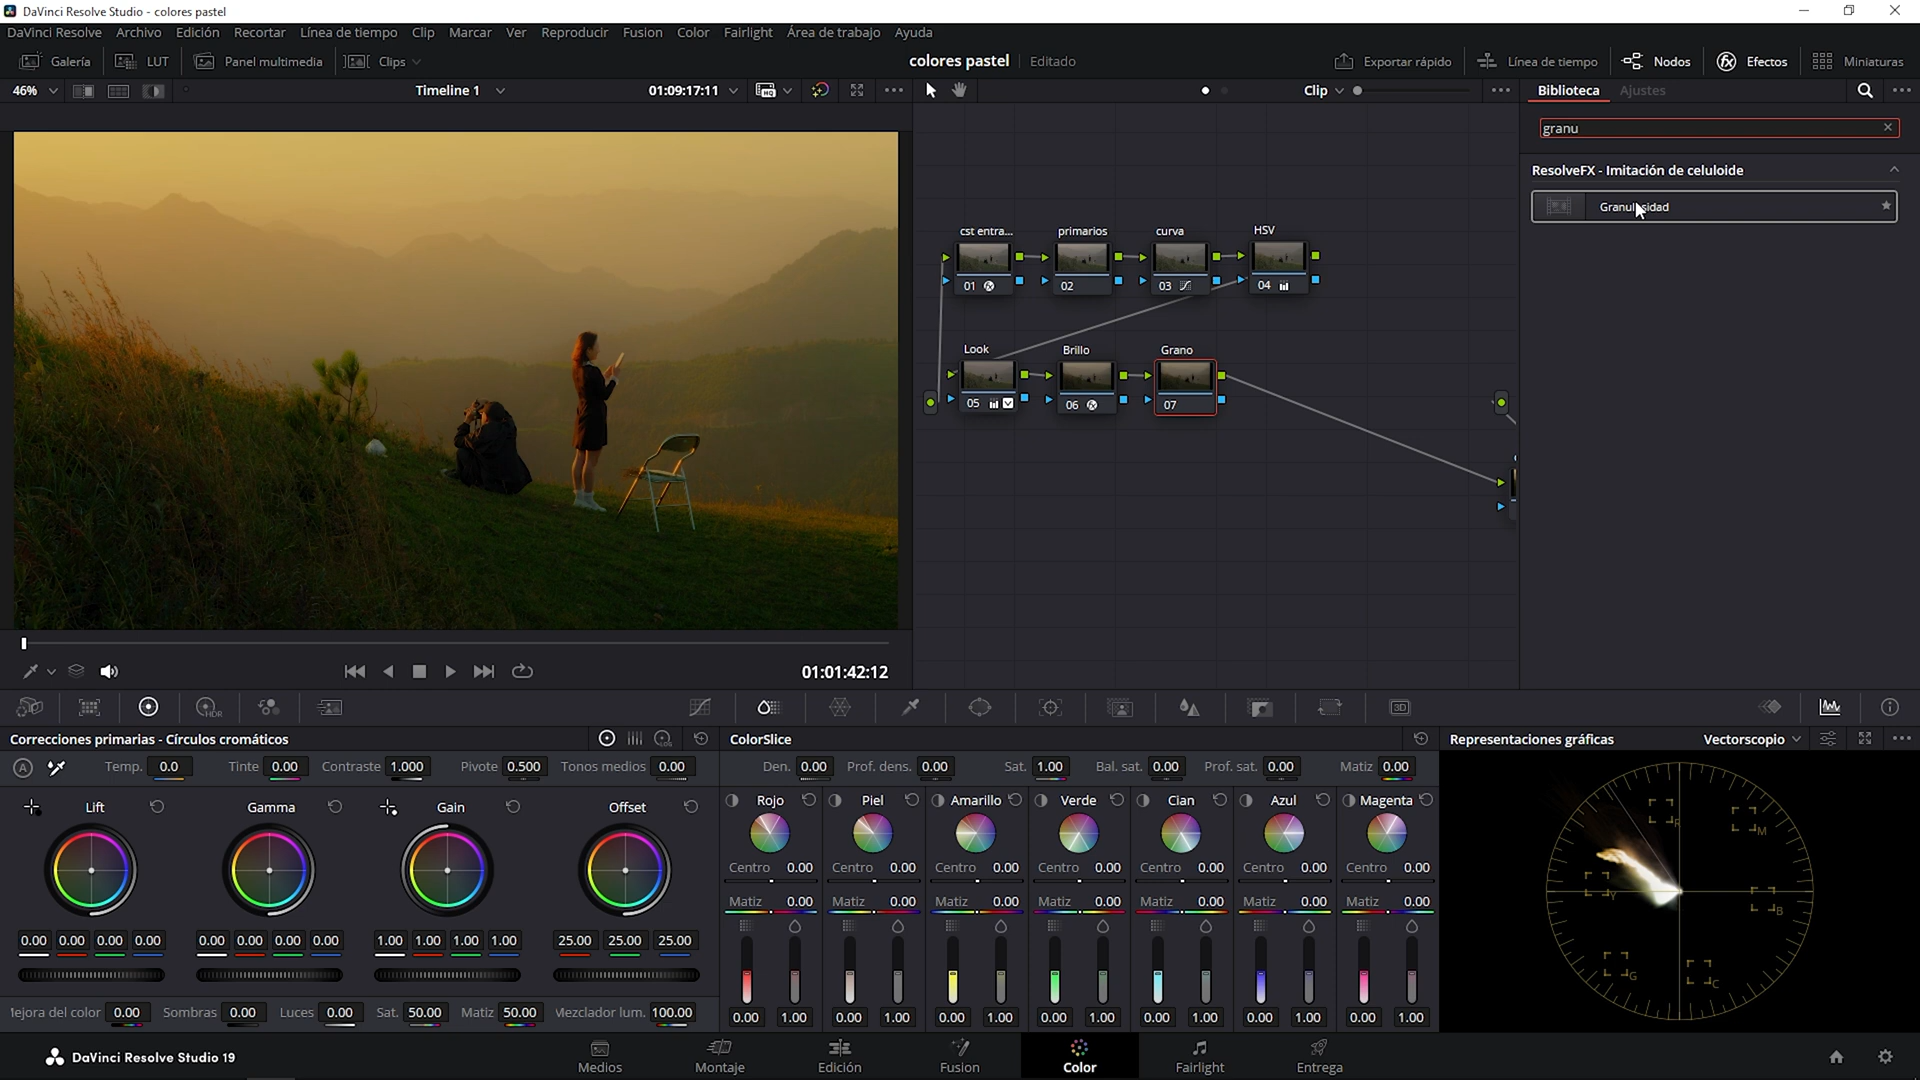 DaVinci Resolve Studio - colores pastel
DaVinci Resolve Archivo Edición Recortar Línea de tiempo Clip Marcar Ver Reproducir Fusion Color Fairlight Área de trabajo Ayuda
Galería LUT Panel multimedia Clips colores pastel Editado Exportar rápido Línea de tiempo Nodos Efectos Miniaturas
46% Timeline 1 01:09:17:11 Clip Biblioteca Ajustes
granu
ResolveFX - Imitación de celuloide
cst entra... primarios curva HSV
01 02 03 04
Look Brillo Grano
05 06 07
01:01:42:12
HDR 3D
Correcciones primarias - Círculos cromáticos ColorSlice Representaciones gráficas Vectorscopio
A Temp. 0.0 Tinte 0.00 Contraste 1.000 Pivote 0.500 Tonos medios 0.00 Den. 0.00 Prof. dens. 0.00 Sat. 1.00 Bal. sat. 0.00 Prof. sat. 0.00 Matiz 0.00
Lift Gamma Gain Offset Rojo Piel Amarillo Verde Cian Azul Magenta
Centro 0.00 Centro 0.00 Centro 0.00 Centro 0.00 Centro 0.00 Centro 0.00 Centro 0.00
Matiz 0.00 Matiz 0.00 Matiz 0.00 Matiz 0.00 Matiz 0.00 Matiz 0.00 Matiz 0.00
R M Y B G C
0.00 0.00 0.00 0.00 0.00 0.00 0.00 0.00 1.00 1.00 1.00 1.00 25.00 25.00 25.00
ejora del color 0.00 Sombras 0.00 Luces 0.00 Sat. 50.00 Matiz 50.00 Mezclador lum. 100.00
0.00 1.00 0.00 1.00 0.00 1.00 0.00 1.00 0.00 1.00 0.00 1.00 0.00 1.00
DaVinci Resolve Studio 19 Medios Montaje Edición Fusion Color Fairlight Entrega